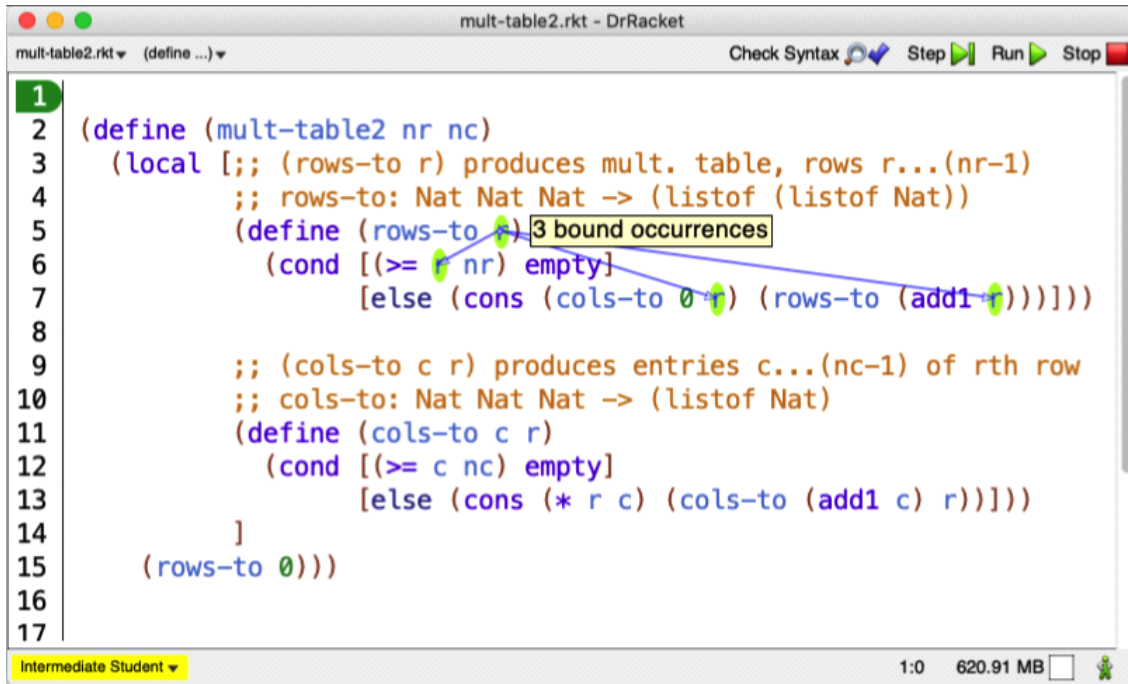 mult-table2.rkt - DrRacket
mult-table2.rkt (define ...) Check Syntax Step Run Stop
1
2 (define (mult-table2 nr nc)
3   (local [;; (rows-to r) produces mult. table, rows r...(nr-1)
4           ;; rows-to: Nat Nat Nat -> (listof (listof Nat))
5           (define (rows-to r) 3 bound occurrences
6             (cond [(>= r nr) empty]
7                   [else (cons (cols-to 0 r) (rows-to (add1 r)))]))
8
9           ;; (cols-to c r) produces entries c...(nc-1) of rth row
10          ;; cols-to: Nat Nat Nat -> (listof Nat)
11          (define (cols-to c r)
12            (cond [(>= c nc) empty]
13                  [else (cons (* r c) (cols-to (add1 c) r))]))
14          ]
15    (rows-to 0)))
16
17
Intermediate Student 1:0 620.91 MB